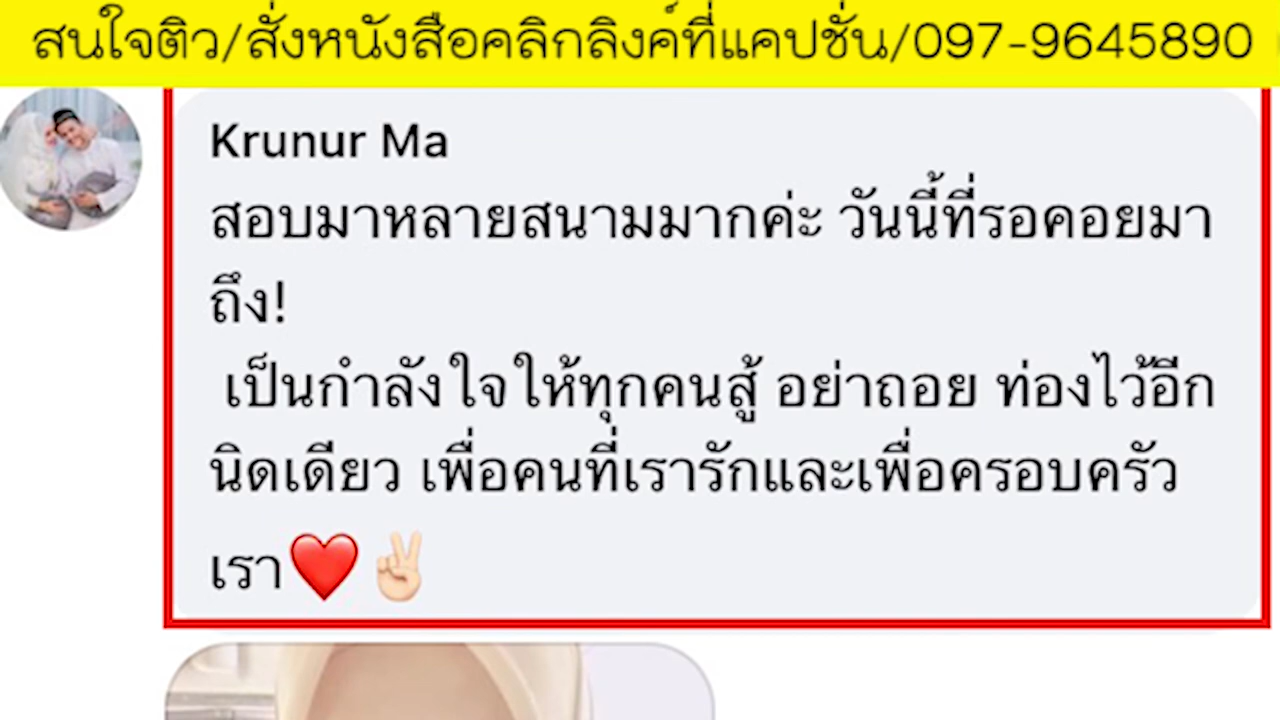 สนใจติว/สั่งหนังสือคลิกลิงค์ที่แคปชั่น/097-9645890
Krunur Ma
สอบมาหลายสนามมากค่ะ วันนี้ที่รอคอยมา
ถึง!
เป็นกำลังใจให้ทุกคนสู้ อย่าถอย ท่องไว้อีก
นิดเดียว เพื่อคนที่เรารักและเพื่อครอบครัว
เรา❤️✌🏻